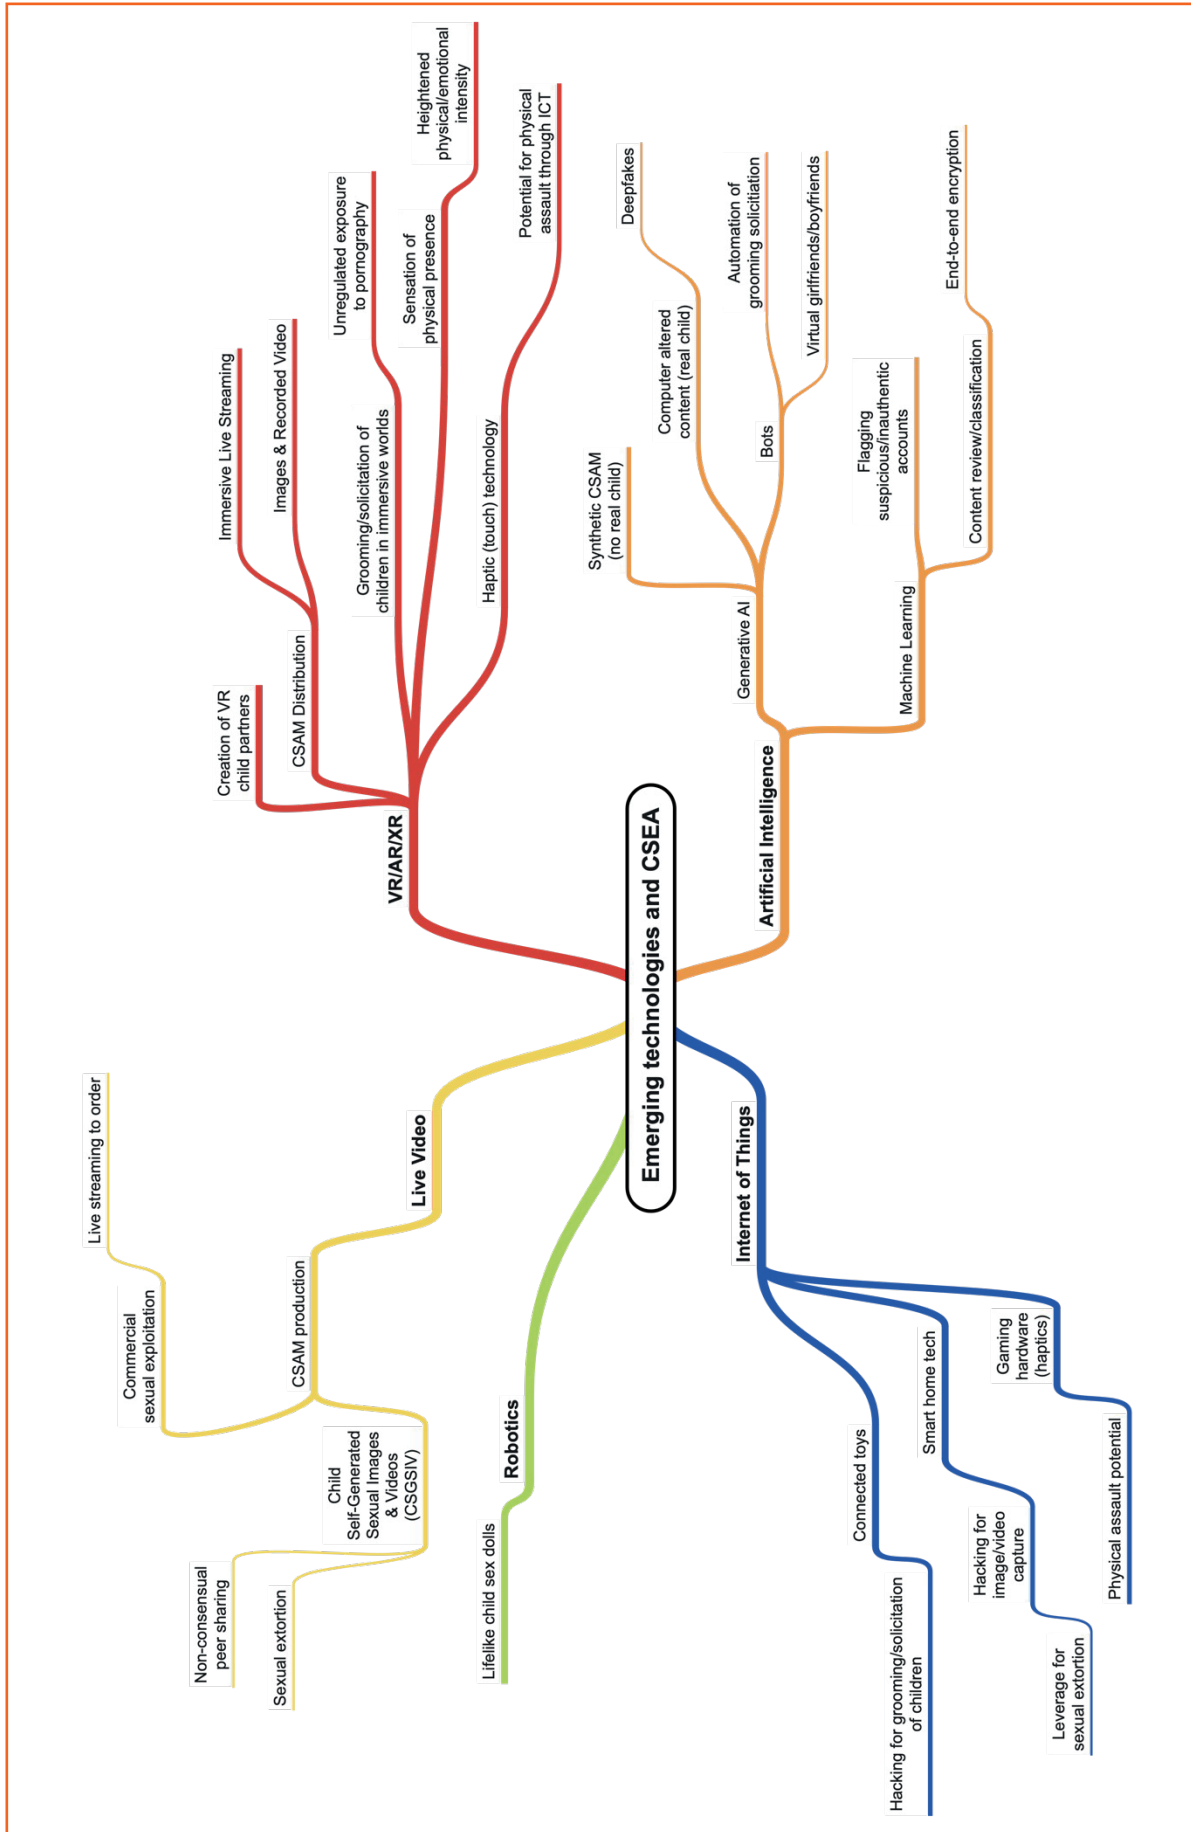 Emerging technologies and CSEA
VR/AR/XR
Creation of VR
child partners
CSAM Distribution
Immersive Live Streaming
Images & Recorded Video
Grooming/solicitation of
children in immersive worlds
Unregulated exposure
to pornography
Sensation of
physical presence
Heightened
physical/emotional
intensity
Haptic (touch) technology
Potential for physical
assault through ICT
Artificial Intelligence
Generative AI
Synthetic CSAM
(no real child)
Computer altered
content (real child)
Deepfakes
Bots
Automation of
grooming solicitiation
Virtual girlfriends/boyfriends
Machine Learning
Flagging
suspicious/inauthentic
accounts
Content review/classification
End-to-end encryption
Live Video
CSAM production
Commercial
sexual exploitation
Live streaming to order
Child
Self-Generated
Sexual Images
& Videos
(CSGSIV)
Non-consensual
peer sharing
Sexual extortion
Robotics
Lifelike child sex dolls
Internet of Things
Connected toys
Hacking for grooming/solicitation
of children
Smart home tech
Hacking for
image/video
capture
Leverage for
sexual extortion
Gaming
hardware
(haptics)
Physical assault potential